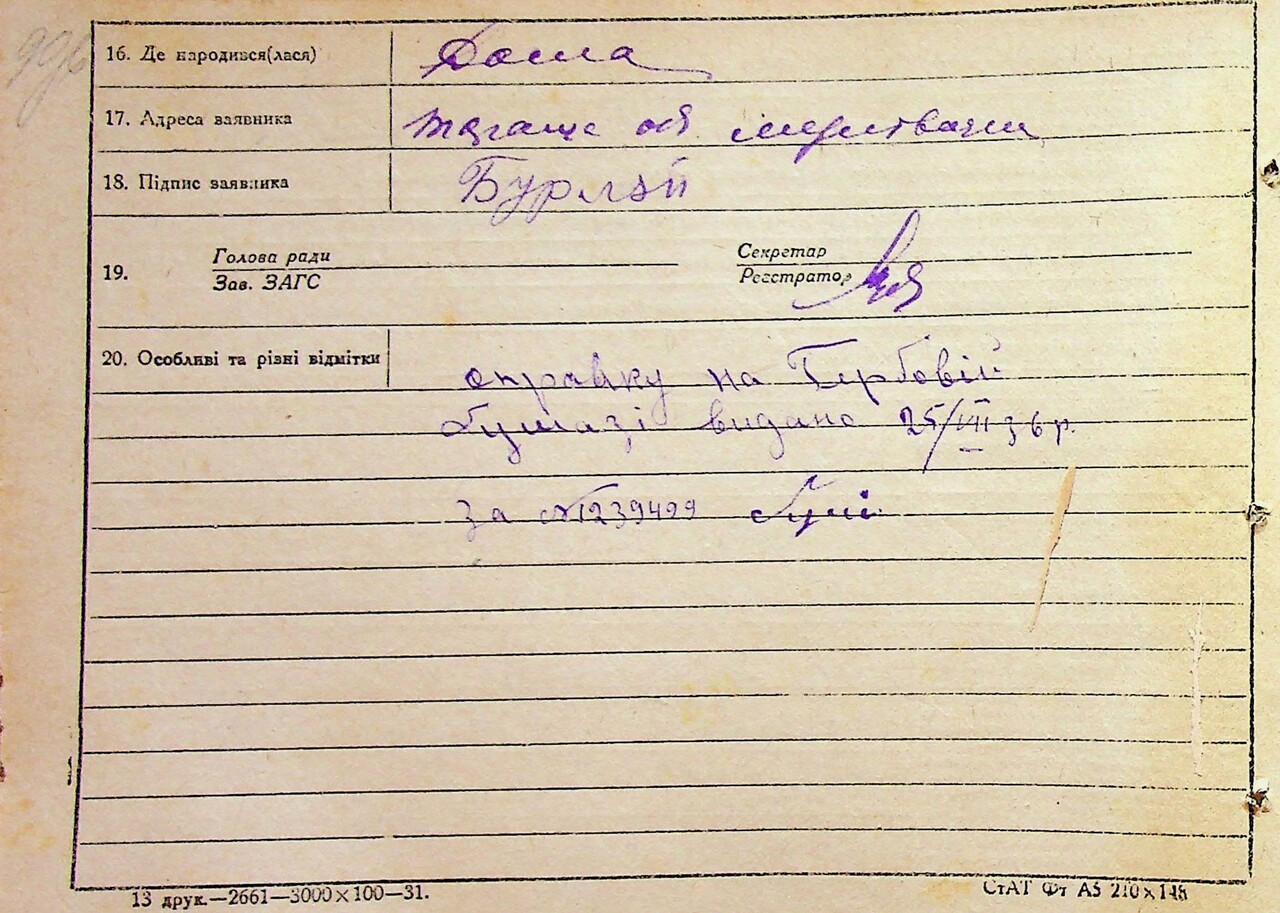 16. Де народився(лася) Дома
17. Адреса заявника
18. Підпис заявника Бурлай
Голова ради Секретар
19.
Зав. ЗАГС Реєстратор
20. Особливі та різні відмітки
справку на Гербовій
бумазі видано 25/VII 36 р.
за №1239499
13 друк.—2661—3000×100—31. СтАТ Фт А5 210×148